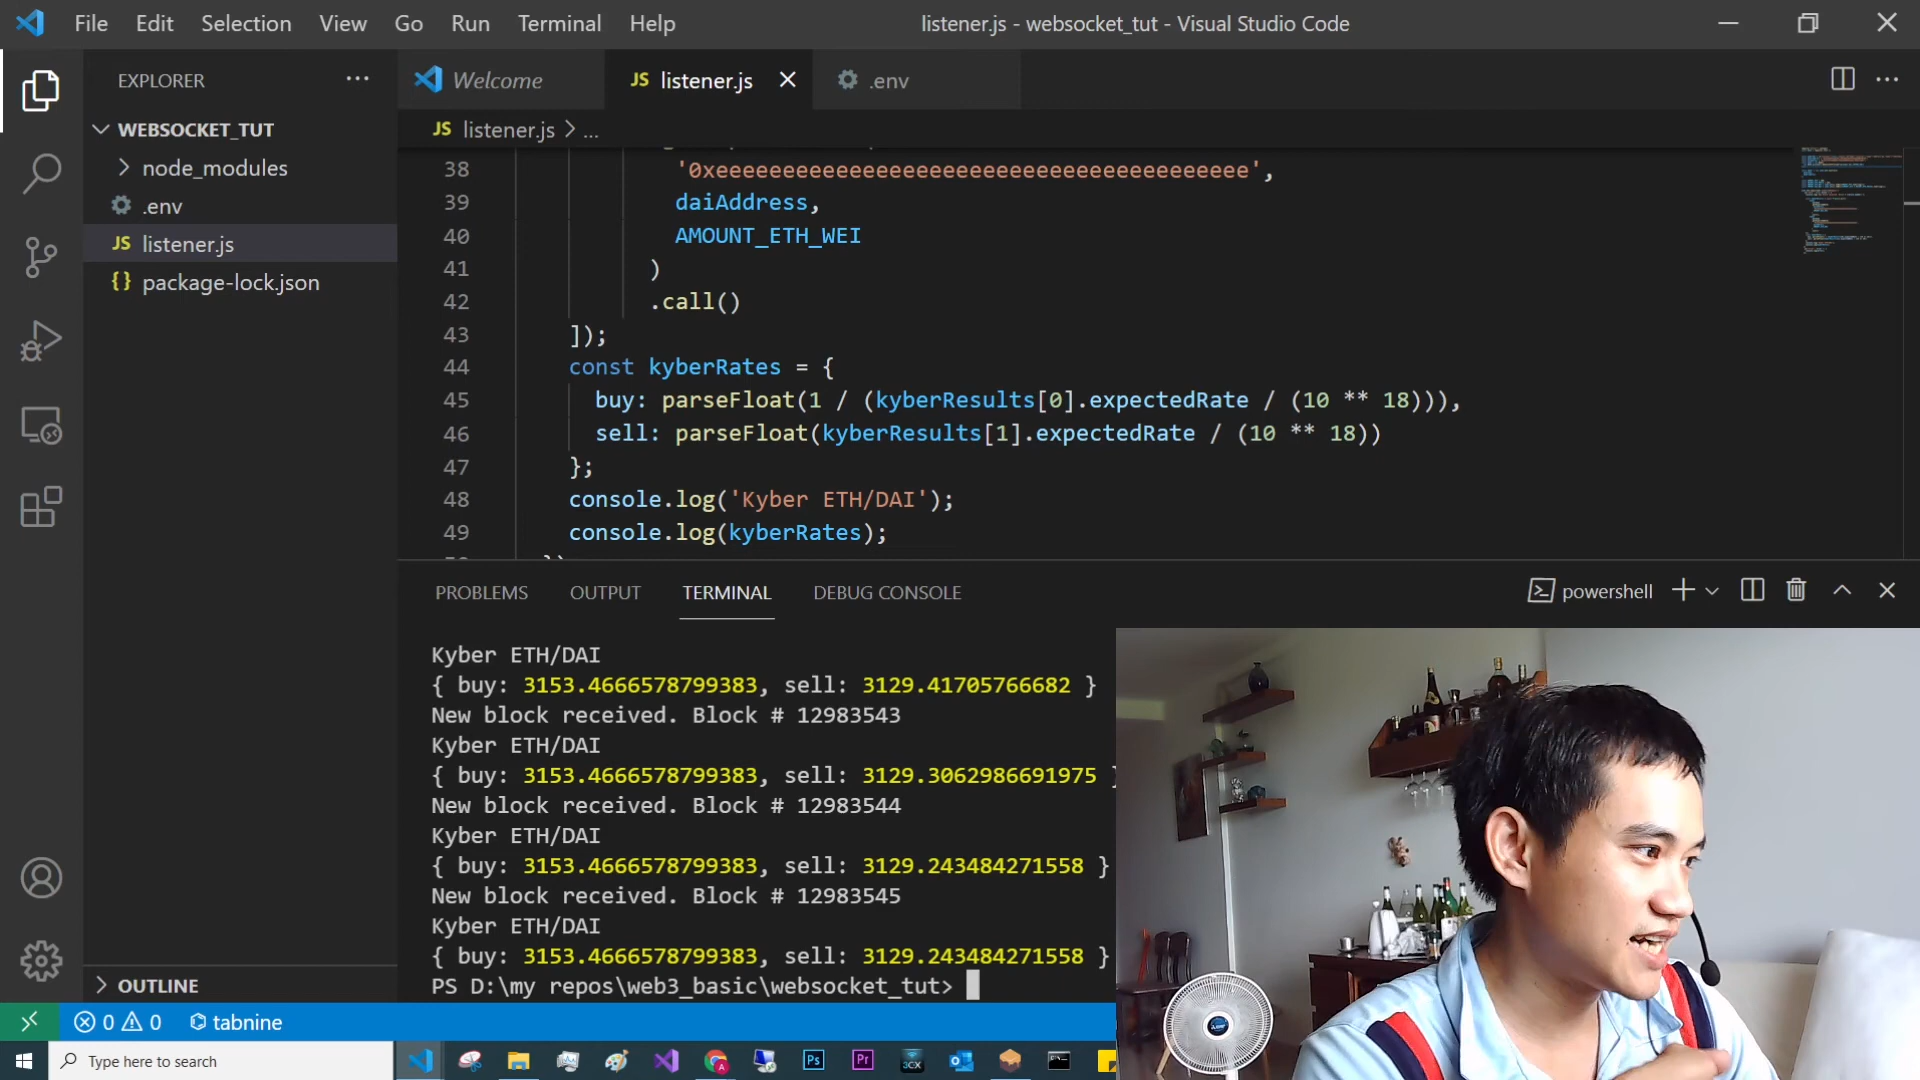 File Edit Selection View Go Run Terminal Help
listener.js - websocket_tut - Visual Studio Code
EXPLORER
WEBSOCKET_TUT
node_modules
.env
JS listener.js
{} package-lock.json
OUTLINE
Welcome
JS listener.js
.env
JS listener.js > ...
38 '0xeeeeeeeeeeeeeeeeeeeeeeeeeeeeeeeeeeeeeeee',
39 daiAddress,
40 AMOUNT_ETH_WEI
41 )
42 .call()
43 ]);
44 const kyberRates = {
45 buy: parseFloat(1 / (kyberResults[0].expectedRate / (10 ** 18))),
46 sell: parseFloat(kyberResults[1].expectedRate / (10 ** 18))
47 };
48 console.log('Kyber ETH/DAI');
49 console.log(kyberRates);
PROBLEMS OUTPUT TERMINAL DEBUG CONSOLE
powershell
Kyber ETH/DAI
{ buy: 3153.4666578799383, sell: 3129.41705766682 }
New block received. Block # 12983543
Kyber ETH/DAI
{ buy: 3153.4666578799383, sell: 3129.3062986691975 }
New block received. Block # 12983544
Kyber ETH/DAI
{ buy: 3153.4666578799383, sell: 3129.243484271558 }
New block received. Block # 12983545
Kyber ETH/DAI
{ buy: 3153.4666578799383, sell: 3129.243484271558 }
PS D:\my repos\web3_basic\websocket_tut>
0 0 tabnine
Type here to search
Ps
Pr
3CX